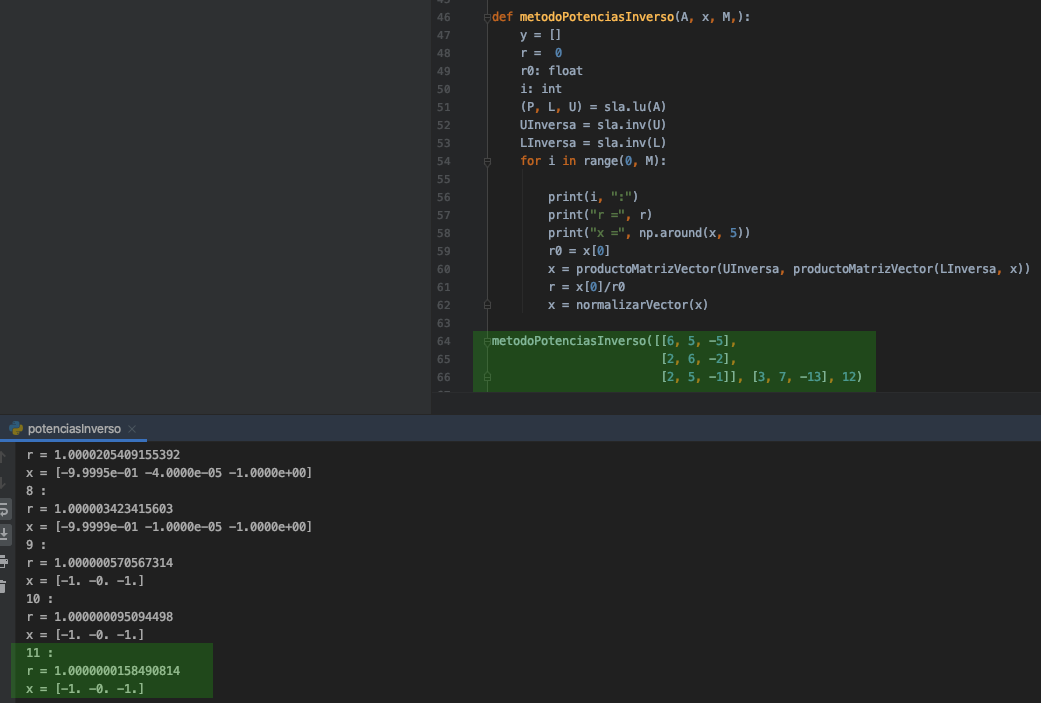 46 def metodoPotenciasInverso(A, x, M,):
47 y = []
48 r =  0
49 r0: float
50 i: int
51 (P, L, U) = sla.lu(A)
52 UInversa = sla.inv(U)
53 LInversa = sla.inv(L)
54 for i in range(0, M):
55
56 print(i, ":")
57 print("r =", r)
58 print("x =", np.around(x, 5))
59 r0 = x[0]
60 x = productoMatrizVector(UInversa, productoMatrizVector(LInversa, x))
61 r = x[0]/r0
62 x = normalizarVector(x)
63
64 metodoPotenciasInverso([[6, 5, -5],
65 [2, 6, -2],
66 [2, 5, -1]], [3, 7, -13], 12)
potenciasInverso
r = 1.0000205409155392
x = [-9.9995e-01 -4.0000e-05 -1.0000e+00]
8 :
r = 1.000003423415603
x = [-9.9999e-01 -1.0000e-05 -1.0000e+00]
9 :
r = 1.000000570567314
x = [-1. -0. -1.]
10 :
r = 1.000000095094498
x = [-1. -0. -1.]
11 :
r = 1.0000000158490814
x = [-1. -0. -1.]